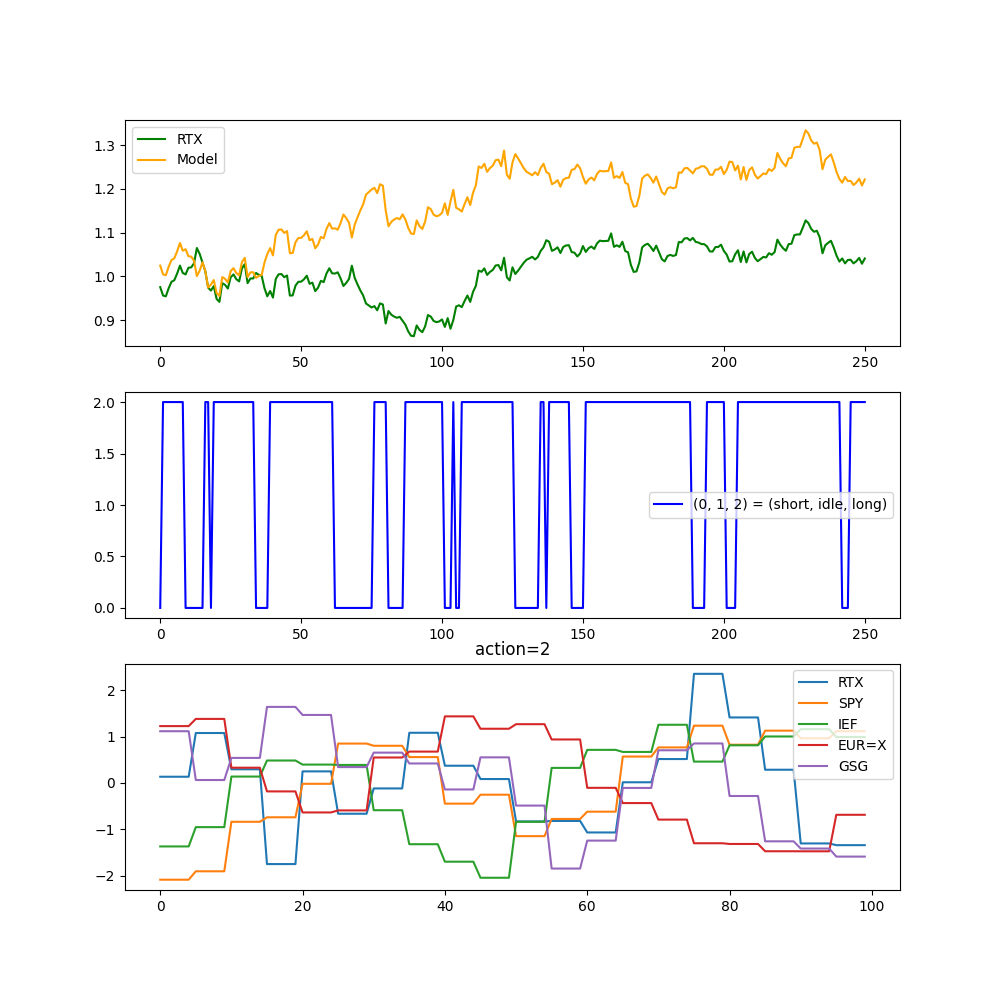 RTX
Model
1.3
1.2
1.1
1.0
0.9
0 50 100 150 200 250
2.0
1.5
1.0
0.5
0.0
(0, 1, 2) = (short, idle, long)
0 50 100 150 200 250
action=2
RTX
SPY
IEF
EUR=X
GSG
2
1
0
−1
−2
0 20 40 60 80 100